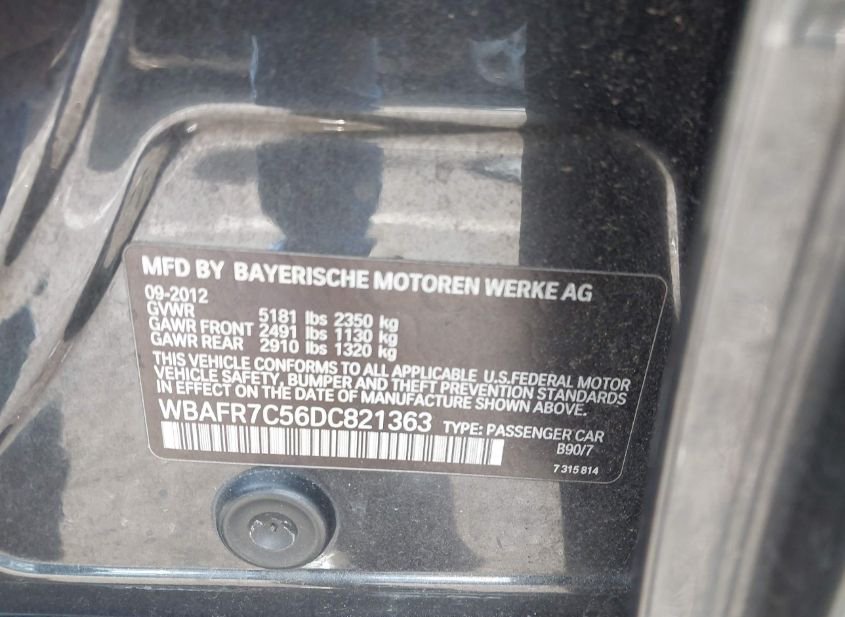 MFD BY BAYERISCHE MOTOREN WERKE AG
09-2012
GVWR 5181 lbs 2350 kg
GAWR FRONT 2491 lbs 1130 kg
GAWR REAR 2910 lbs 1320 kg
THIS VEHICLE CONFORMS TO ALL APPLICABLE U.S.FEDERAL MOTOR
VEHICLE SAFETY, BUMPER AND THEFT PREVENTION STANDARDS
IN EFFECT ON THE DATE OF MANUFACTURE SHOWN ABOVE.
WBAFR7C56DC821363 TYPE: PASSENGER CAR
B90/7
7 315 814